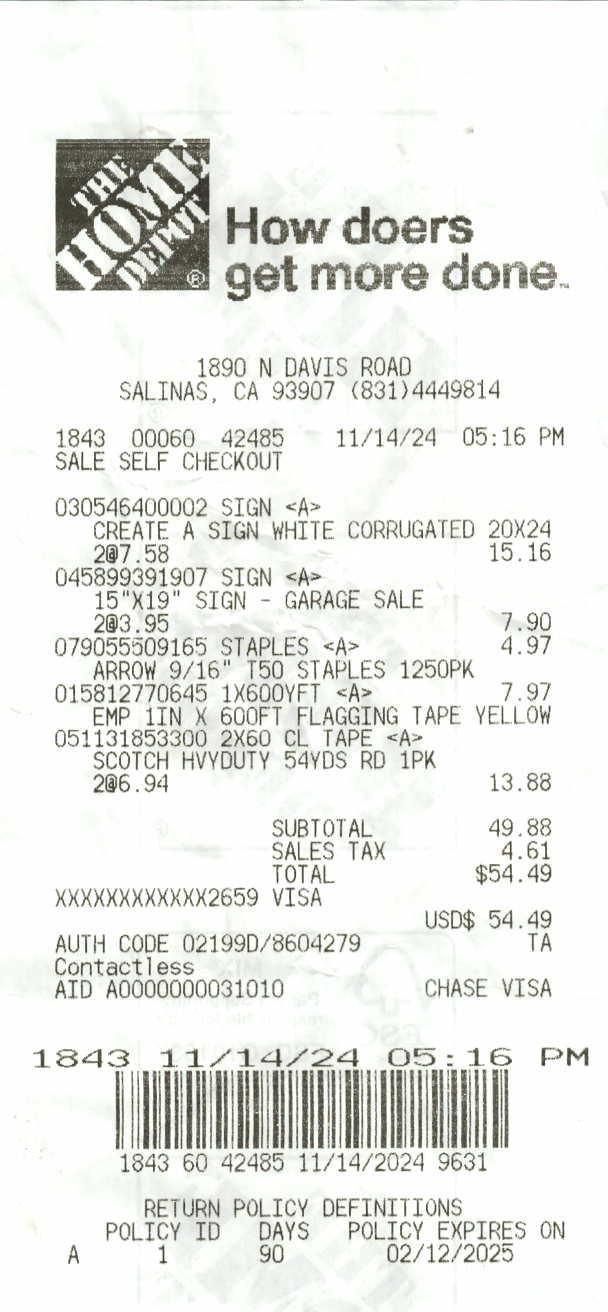 THE
HOME
DEPOT
®
How doers
get more done™
1890 N DAVIS ROAD
SALINAS, CA 93907 (831)4449814
1843 00060 42485 11/14/24 05:16 PM
SALE SELF CHECKOUT
030546400002 SIGN <A>
CREATE A SIGN WHITE CORRUGATED 20X24
2@7.58 15.16
045899391907 SIGN <A>
15"X19" SIGN - GARAGE SALE
2@3.95 7.90
079055509165 STAPLES <A> 4.97
ARROW 9/16" T50 STAPLES 1250PK
015812770645 1X600YFT <A> 7.97
EMP 1IN X 600FT FLAGGING TAPE YELLOW
051131853300 2X60 CL TAPE <A>
SCOTCH HVYDUTY 54YDS RD 1PK
2@6.94 13.88
SUBTOTAL 49.88
SALES TAX 4.61
TOTAL $54.49
XXXXXXXXXXXX2659 VISA
USD$ 54.49
AUTH CODE 02199D/8604279 TA
Contactless
AID A0000000031010 CHASE VISA
1843 11/14/24 05:16 PM
1843 60 42485 11/14/2024 9631
RETURN POLICY DEFINITIONS
POLICY ID DAYS POLICY EXPIRES ON
A 1 90 02/12/2025